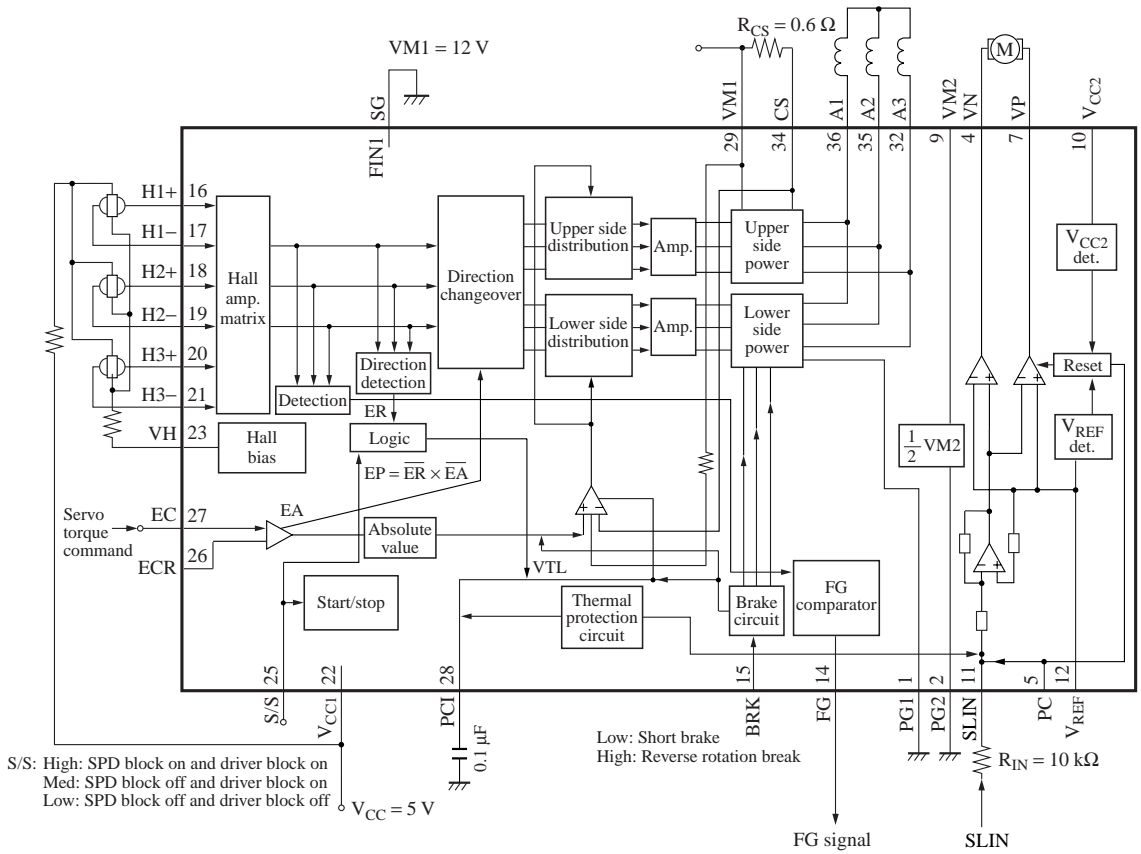 R_CS = 0.6 Ω
VM1 = 12 V
M
SG
FIN1
VM1
29
CS
34
A1
36
A2
35
A3
32
VM2
9
VN
4
VP
7
V_CC2
10
H1+ 16
H1− 17
H2+ 18
H2− 19
H3+ 20
H3− 21
VH 23
Hall
amp.
matrix
Hall
bias
Direction
changeover
Upper side
distribution
Amp.
Upper
side
power
Lower side
distribution
Amp.
Lower
side
power
V_CC2
det.
Direction
detection
Detection
ER
Logic
EP = \overline{ER} × \overline{EA}
Reset
V_REF
det.
1/2 VM2
− +
− +
Servo
torque
command
EC 27
ECR
26
EA
Absolute
value
+ − −
VTL
− +
Start/stop
Thermal
protection
circuit
Brake
circuit
FG
comparator
25
S/S
22
V_CC1
28
PCI
15
BRK
14
FG
1
PG1
2
PG2
11
SLIN
5
PC
12
V_REF
0.1 µF
Low: Short brake
High: Reverse rotation break
R_IN = 10 kΩ
S/S: High: SPD block on and driver block on
Med: SPD block off and driver block on
Low: SPD block off and driver block off
V_CC = 5 V
FG signal
SLIN